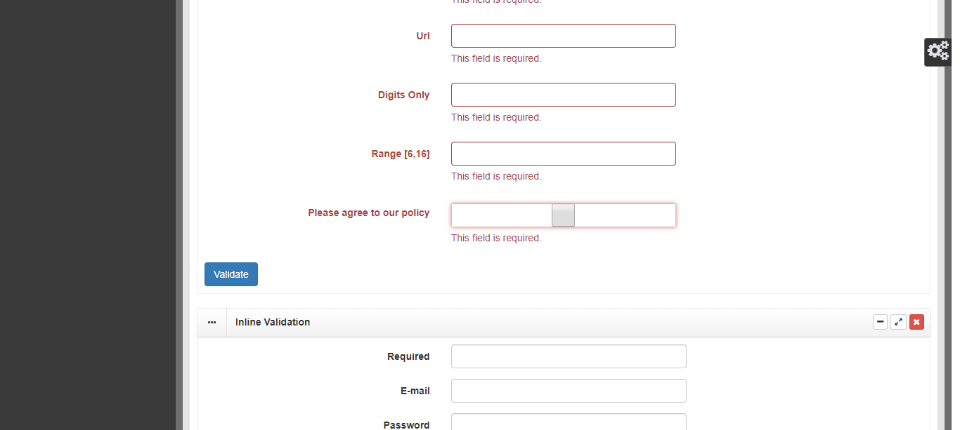 This field is required.
Url
This field is required.
Digits Only
This field is required.
Range [6,16]
This field is required.
Please agree to our policy
This field is required.
Validate
Inline Validation
Required
E-mail
Password